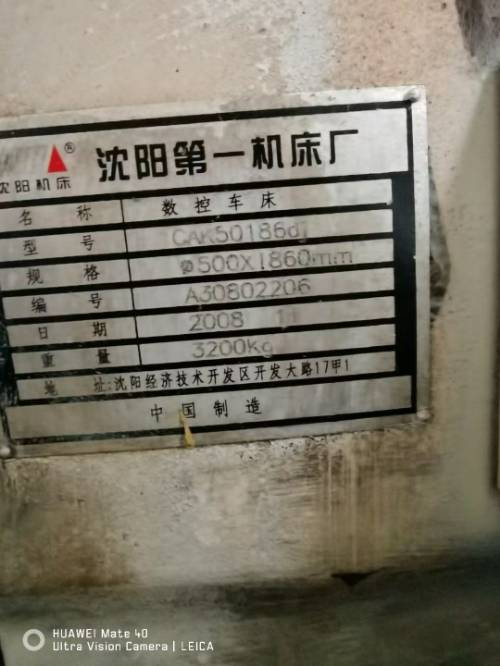 沈阳机床 ® 沈阳第一机床厂
名称 数控车床
型号 CAK50186dj
规格 ø500X1860mm
编号 A30802206
日期 2008 11
重量 3200Kg
地址:沈阳经济技术开发区开发大路17甲1
中国制造
HUAWEI Mate 40
Ultra Vision Camera | LEICA